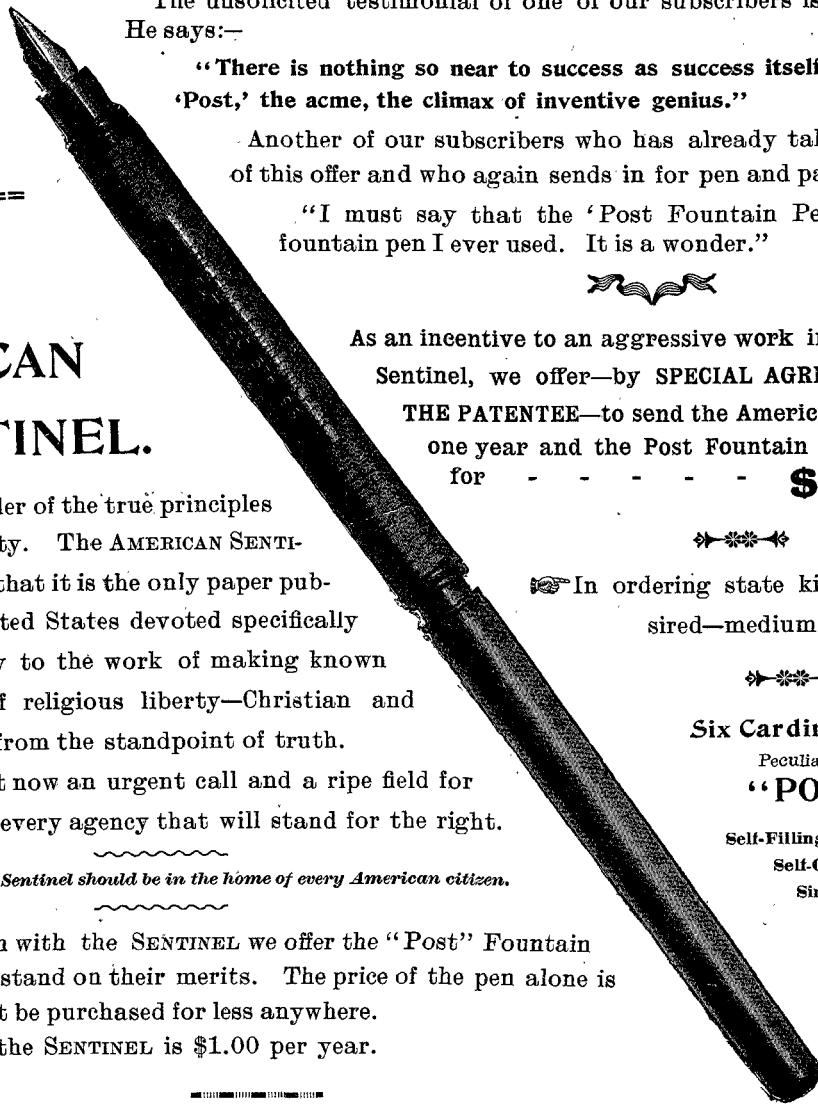 The unsolicited testimonial of one of our subscribers is
He says:—
“There is nothing so near to success as success itself
‘Post,’ the acme, the climax of inventive genius.”
Another of our subscribers who has already
of this offer and who again sends in for pen and
“I must say that the ‘Post Fountain
fountain pen I ever used. It is a wonder.”
As an incentive to an aggressive work
Sentinel, we offer—by SPECIAL
THE PATENTEE—to send the
one year and the Post Fountain
for - - - - - $
In ordering state
sired—medium
Six
"PO
Self-Filling
Self-
CAN
TINEL.
der of the true principles
ty. The AMERICAN SENTI-
that it is the only paper pub-
ted States devoted specifically
y to the work of making known
f religious liberty—Christian and
from the standpoint of truth.
t now an urgent call and a ripe field for
every agency that will stand for the right.
Sentinel should be in the home of every American citizen.
n with the SENTINEL we offer the “Post” Fountain
stand on their merits. The price of the pen alone is
t be purchased for less anywhere.
the SENTINEL is $1.00 per year.